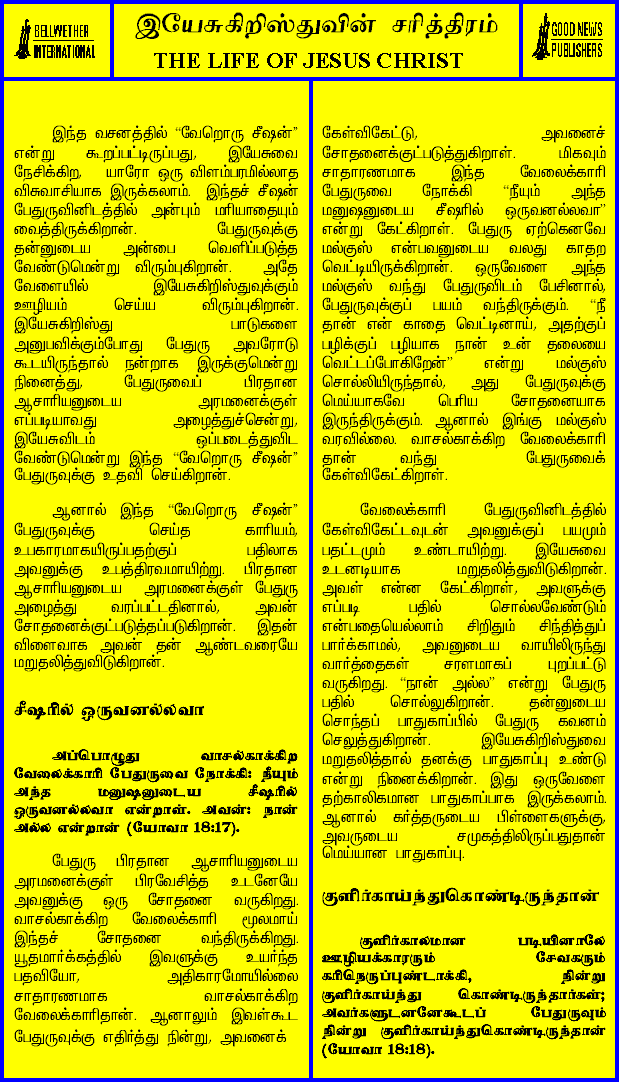 BELLWETHER
INTERNATIONAL
இயேசுகிறிஸ்துவின் சரித்திரம்
THE LIFE OF JESUS CHRIST
GOOD NEWS
PUBLISHERS
இந்த வசனத்தில் “வேறொரு சீஷன்”
என்று கூறப்பட்டிருப்பது, இயேசுவை
நேசிக்கிற, யாரோ ஒரு விளம்பரமில்லாத
விசுவாசியாக இருக்கலாம். இந்தச் சீஷன்
பேதுருவினிடத்தில் அன்பும் மரியாதையும்
வைத்திருக்கிறான். பேதுருவுக்கு
தன்னுடைய அன்பை வெளிப்படுத்த
வேண்டுமென்று விரும்புகிறான். அதே
வேளையில் இயேசுகிறிஸ்துவுக்கும்
ஊழியம் செய்ய விரும்புகிறான்.
இயேசுகிறிஸ்து பாடுகளை
அனுபவிக்கும்போது பேதுரு அவரோடு
கூடயிருந்தால் நன்றாக இருக்குமென்று
நினைத்து, பேதுருவைப் பிரதான
ஆசாரியனுடைய அரமனைக்குள்
எப்படியாவது அழைத்துச்சென்று,
இயேசுவிடம் ஒப்படைத்துவிட
வேண்டுமென்று இந்த “வேறொரு சீஷன்”
பேதுருவுக்கு உதவி செய்கிறான்.
ஆனால் இந்த “வேறொரு சீஷன்”
பேதுருவுக்கு செய்த காரியம்,
உபகாரமாகயிருப்பதற்குப் பதிலாக
அவனுக்கு உபத்திரவமாயிற்று. பிரதான
ஆசாரியனுடைய அரமனைக்குள் பேதுரு
அழைத்து வரப்பட்டதினால், அவன்
சோதனைக்குட்படுத்தப்படுகிறான். இதன்
விளைவாக அவன் தன் ஆண்டவரையே
மறுதலித்துவிடுகிறான்.
சீஷரில் ஒருவனல்லவா
அப்பொழுது வாசல்காக்கிற
வேலைக்காரி பேதுருவை நோக்கி: நீயும்
அந்த மனுஷனுடைய சீஷரில்
ஒருவனல்லவா என்றாள். அவன்: நான்
அல்ல என்றான் (யோவா 18:17).
பேதுரு பிரதான ஆசாரியனுடைய
அரமனைக்குள் பிரவேசித்த உடனேயே
அவனுக்கு ஒரு சோதனை வருகிறது.
வாசல்காக்கிற வேலைக்காரி மூலமாய்
இந்தச் சோதனை வந்திருக்கிறது.
யூதமார்க்கத்தில் இவளுக்கு உயர்ந்த
பதவியோ, அதிகாரமோயில்லை
சாதாரணமாக வாசல்காக்கிற
வேலைக்காரிதான். ஆனாலும் இவள்கூட
பேதுருவுக்கு எதிர்த்து நின்று, அவனைக்
கேள்விகேட்டு, அவனைச்
சோதனைக்குட்படுத்துகிறாள். மிகவும்
சாதாரணமாக இந்த வேலைக்காரி
பேதுருவை நோக்கி “நீயும் அந்த
மனுஷனுடைய சீஷரில் ஒருவனல்லவா”
என்று கேட்கிறாள். பேதுரு ஏற்கெனவே
மல்குஸ் என்பவனுடைய வலது காதற
வெட்டியிருக்கிறான். ஒருவேளை அந்த
மல்குஸ் வந்து பேதுருவிடம் பேசினால்,
பேதுருவுக்குப் பயம் வந்திருக்கும். “நீ
தான் என் காதை வெட்டினாய், அதற்குப்
பழிக்குப் பழியாக நான் உன் தலையை
வெட்டப்போகிறேன்” என்று மல்குஸ்
சொல்லியிருந்தால், அது பேதுருவுக்கு
மெய்யாகவே பெரிய சோதனையாக
இருந்திருக்கும். ஆனால் இங்கு மல்குஸ்
வரவில்லை. வாசல்காக்கிற வேலைக்காரி
தான் வந்து பேதுருவைக்
கேள்விகேட்கிறாள்.
வேலைக்காரி பேதுருவினிடத்தில்
கேள்விகேட்டவுடன் அவனுக்குப் பயமும்
பதட்டமும் உண்டாயிற்று. இயேசுவை
உடனடியாக மறுதலித்துவிடுகிறான்.
அவள் என்ன கேட்கிறாள், அவளுக்கு
எப்படி பதில் சொல்லவேண்டும்
என்பதையெல்லாம் சிறிதும் சிந்தித்துப்
பார்க்காமல், அவனுடைய வாயிலிருந்து
வார்த்தைகள் சரளமாகப் புறப்பட்டு
வருகிறது. “நான் அல்ல” என்று பேதுரு
பதில் சொல்லுகிறான். தன்னுடைய
சொந்தப் பாதுகாப்பில் பேதுரு கவனம்
செலுத்துகிறான். இயேசுகிறிஸ்துவை
மறுதலித்தால் தனக்கு பாதுகாப்பு உண்டு
என்று நினைக்கிறான். இது ஒருவேளை
தற்காலிகமான பாதுகாப்பாக இருக்கலாம்.
ஆனால் கர்த்தருடைய பிள்ளைகளுக்கு,
அவருடைய சமுகத்திலிருப்பதுதான்
மெய்யான பாதுகாப்பு.
குளிர்காய்ந்துகொண்டிருந்தான்
குளிர்காலமான படியினாலே
ஊழியக்காரரும் சேவகரும்
கரிநெருப்புண்டாக்கி, நின்று
குளிர்காய்ந்து கொண்டிருந்தார்கள்;
அவர்களுடனேகூடப் பேதுருவும்
நின்று குளிர்காய்ந்துகொண்டிருந்தான்
(யோவா 18:18).